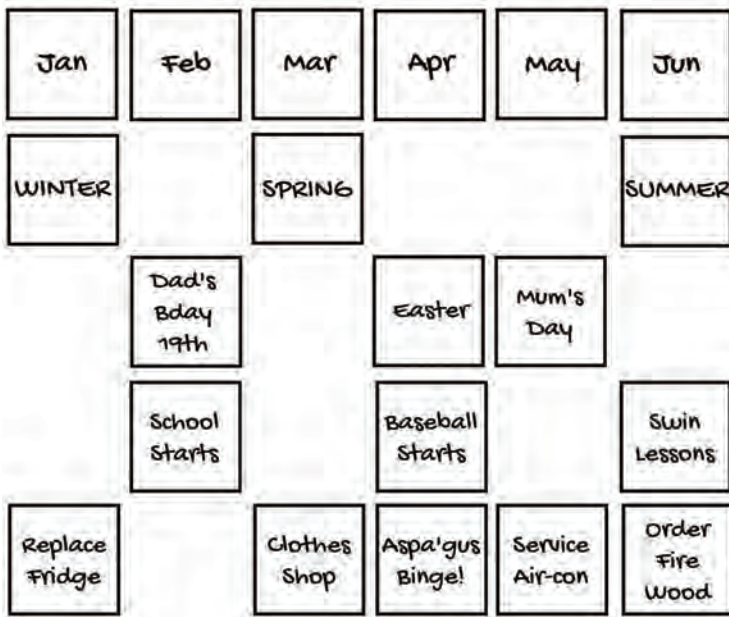 Jan Feb Mar Apr May Jun
WINTER SPRING SUMMER
Dad's
Bday
19th
Easter
Mum's
Day
School
Starts
Baseball
Starts
Swin
Lessons
Replace
Fridge
Clothes
Shop
Aspa'gus
Binge!
Service
Air-con
Order
Fire
Wood